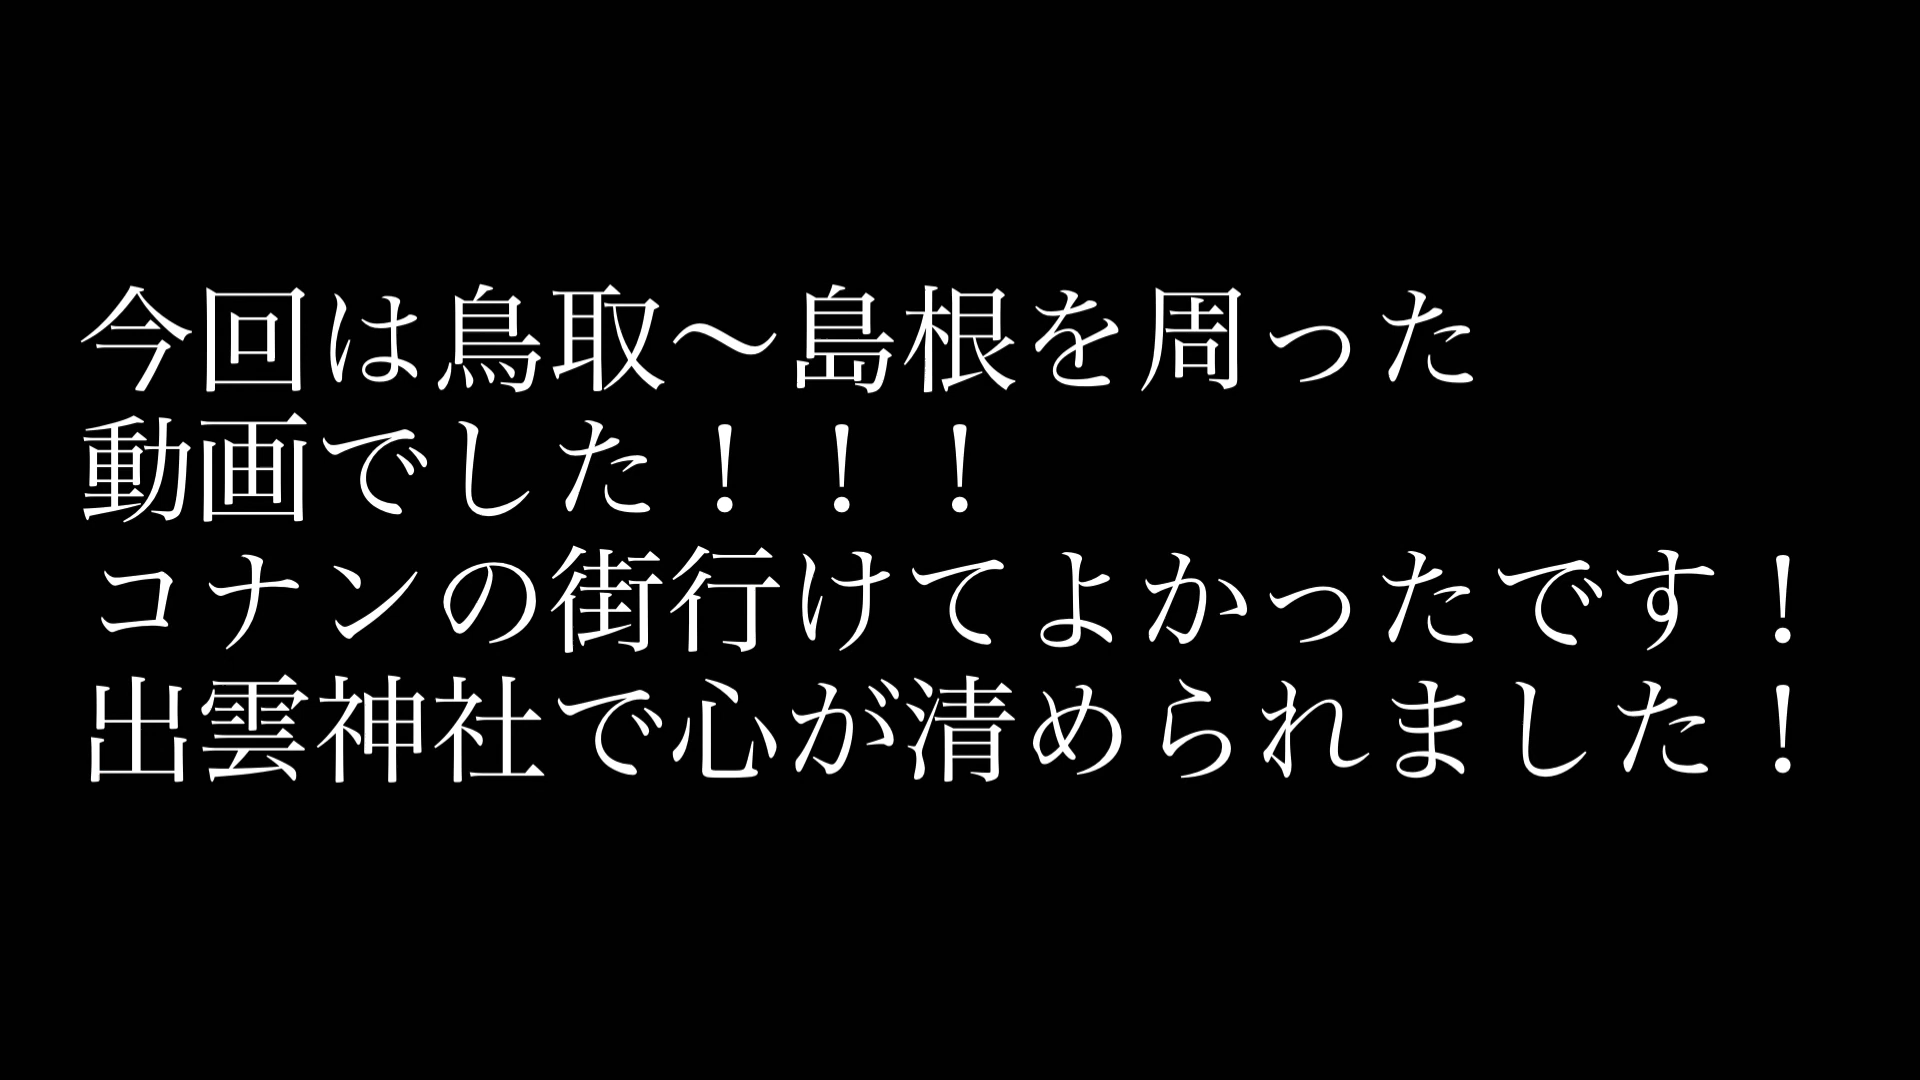 今回は鳥取～島根を周った
動画でした！！！
コナンの街行けてよかったです！
出雲神社で心が清められました！